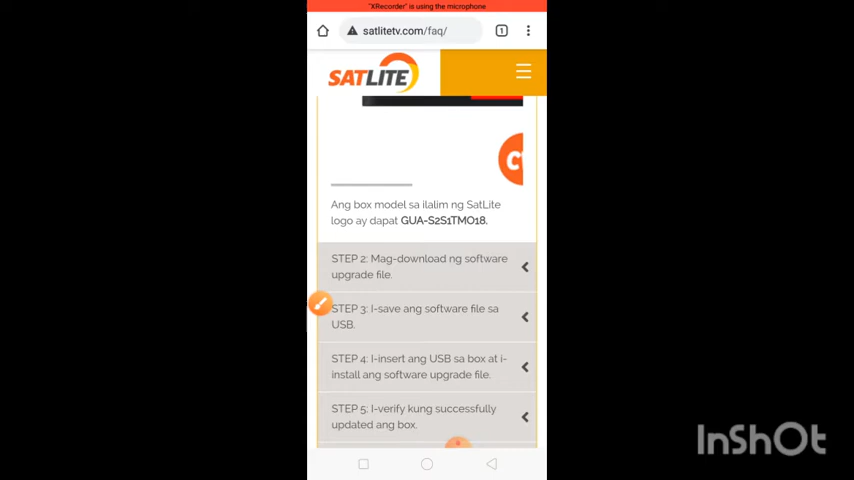 "XRecorder" is using the microphone
satlitetv.com/faq/
1
SATLITE
Ang box model sa ilalim ng SatLite
logo ay dapat GUA-S2S1TMO18.
STEP 2: Mag-download ng software
upgrade file.
STEP 3: I-save ang software file sa
USB.
STEP 4: I-insert ang USB sa box at i-
install ang software upgrade file.
STEP 5: I-verify kung successfully
updated ang box.
InShOt